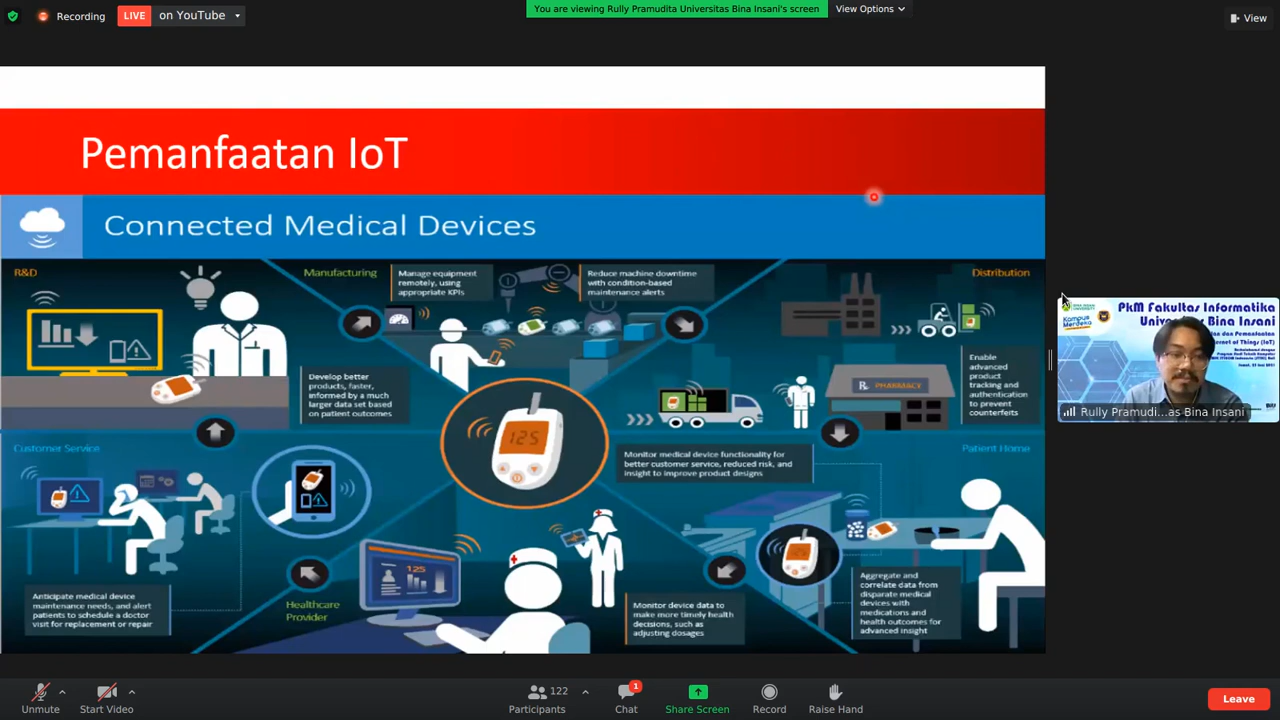 Recording
LIVE
on YouTube
You are viewing Rully Pramudita Universitas Bina Insani's screen
View Options
View
Pemanfaatan IoT
Connected Medical Devices
R&D
Develop better
products, faster,
informed by a much
larger data set based
on patient outcomes
Manufacturing
Manage equipment
remotely, using
appropriate KPIs
Reduce machine downtime
with condition-based
maintenance alerts
Distribution
Enable
advanced
product
tracking and
authentication
to prevent
counterfeits
PHARMACY
125
Monitor medical device functionality for
better customer service, reduced risk, and
insight to improve product designs
Patient Home
Aggregate and
correlate data from
disparate medical
devices with
medications and
health outcomes for
advanced insight
Customer Service
Anticipate medical device
maintenance needs, and alert
patients to schedule a doctor
visit for replacement or repair
Healthcare
Provider
125
Monitor device data to
make more timely health
decisions, such as
adjusting dosages
PkM Fakultas Informatika
Bina Insani
Kampus
Merdeka
Rully Pramudi...as Bina Insani
Unmute
Start Video
122
Participants
1
Chat
Share Screen
Record
Raise Hand
Leave